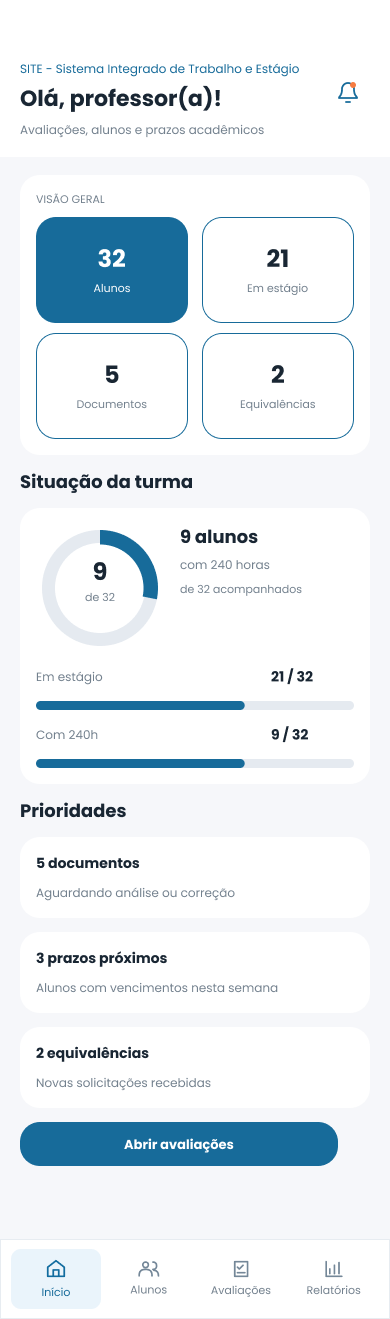 SITE - Sistema Integrado de Trabalho e Estágio
Olá, professor(a)!
Avaliações, alunos e prazos acadêmicos
VISÃO GERAL
32
Alunos
21
Em estágio
5
Documentos
2
Equivalências
Situação da turma
9
de 32
9 alunos
com 240 horas
de 32 acompanhados
Em estágio 21 / 32
Com 240h 9 / 32
Prioridades
5 documentos
Aguardando análise ou correção
3 prazos próximos
Alunos com vencimentos nesta semana
2 equivalências
Novas solicitações recebidas
Abrir avaliações
Início Alunos Avaliações Relatórios